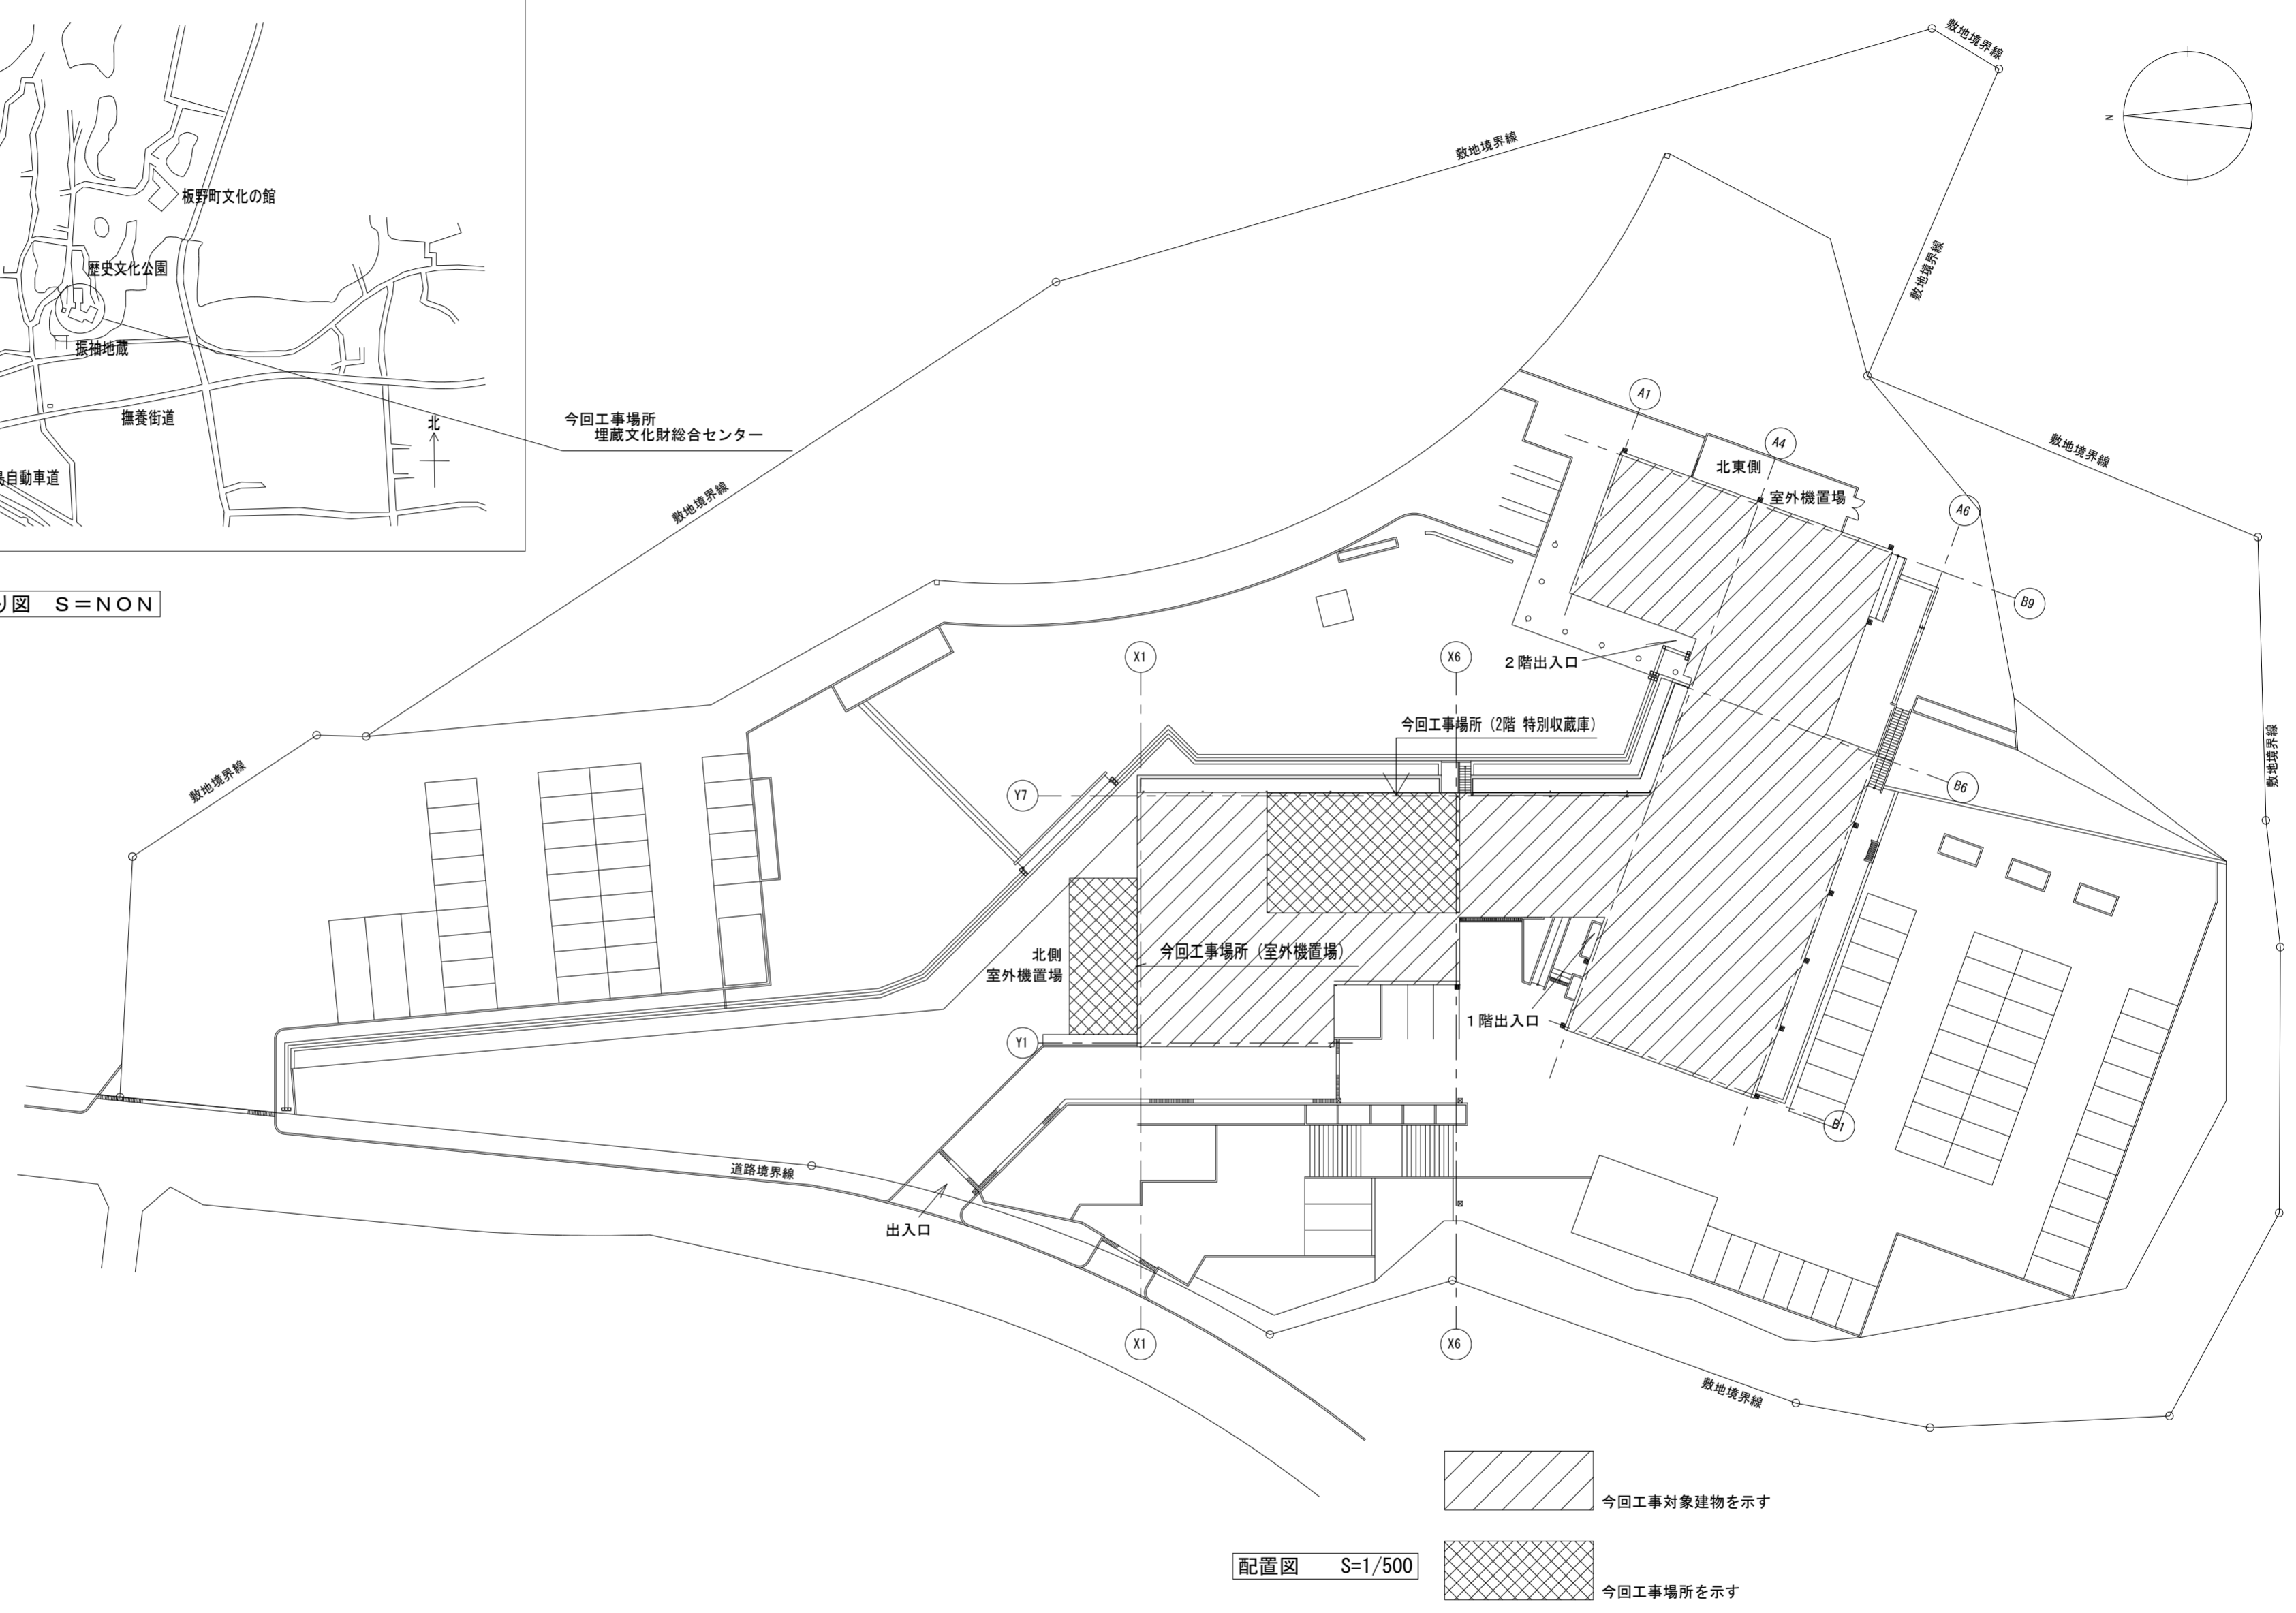 板野町文化の館
歴史文化公園
振袖地蔵
撫養街道
自動車道
北
り図 S=NON
今回工事場所
埋蔵文化財総合センター
敷地境界線
敷地境界線
敷地境界線
敷地境界線
敷地境界線
敷地境界線
敷地境界線
敷地境界線
N
A1
A4
北東側
室外機置場
A6
B9
X1
X6
2階出入口
今回工事場所(2階 特別収蔵庫)
Y7
B6
北側
室外機置場
今回工事場所(室外機置場)
1階出入口
Y1
B1
道路境界線
出入口
X1
X6
今回工事対象建物を示す
配置図 S=1/500
今回工事場所を示す